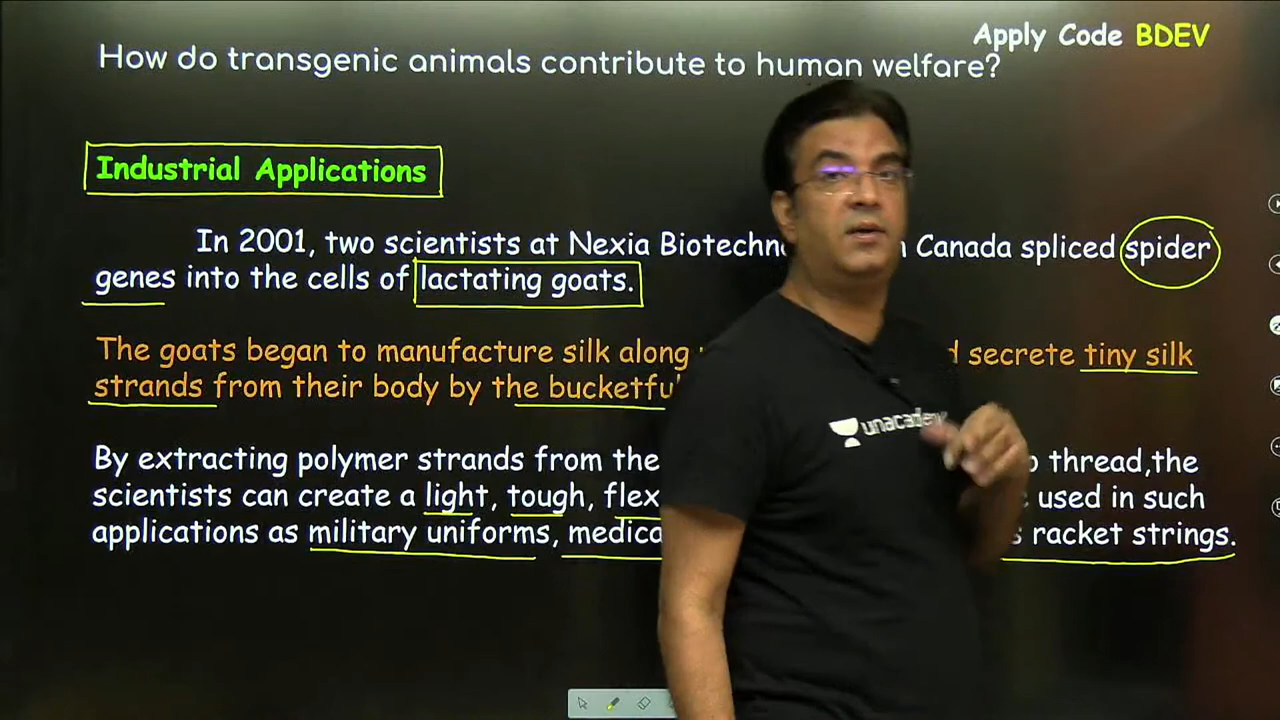 Apply Code BDEV
How do transgenic animals contribute to human welfare?
Industrial Applications
In 2001, two scientists at Nexia Canada spliced spider
genes into the cells of lactating goats.
The goats began to manufacture silk along secrete tiny silk
strands from their body by the
By extracting polymer strands from the thread,the
scientists can create a light, tough, used in such
applications as military uniforms, racket strings.
unacademy